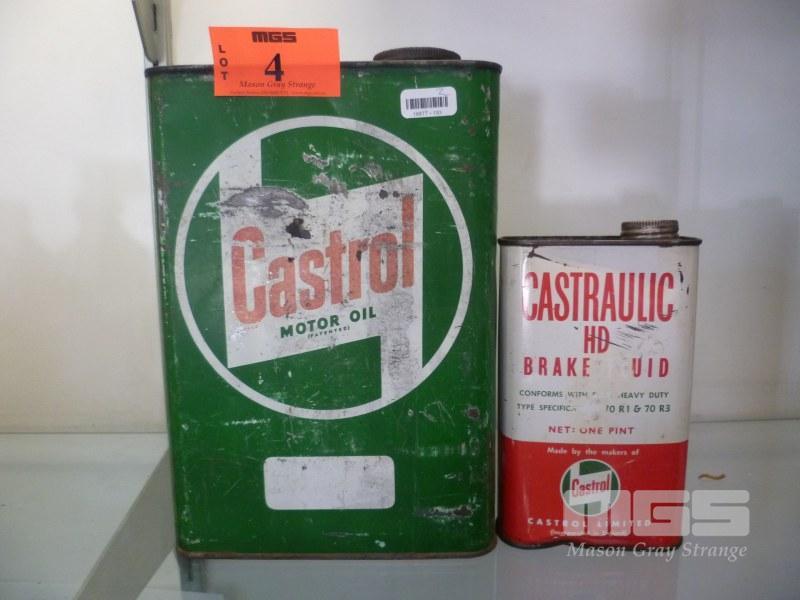 LOT
MGS
4
Mason Gray Strange
Castrol
MOTOR OIL
(PATENTED)
CASTRAULIC
HD
BRAKE UID
CONFORMS WITH HEAVY DUTY
TYPE SPECIFICA 70 R1 & 70 R3
NET: ONE PINT
Made by the makers of
Castrol
CASTROL LIMITED
MGS
Mason Gray Strange